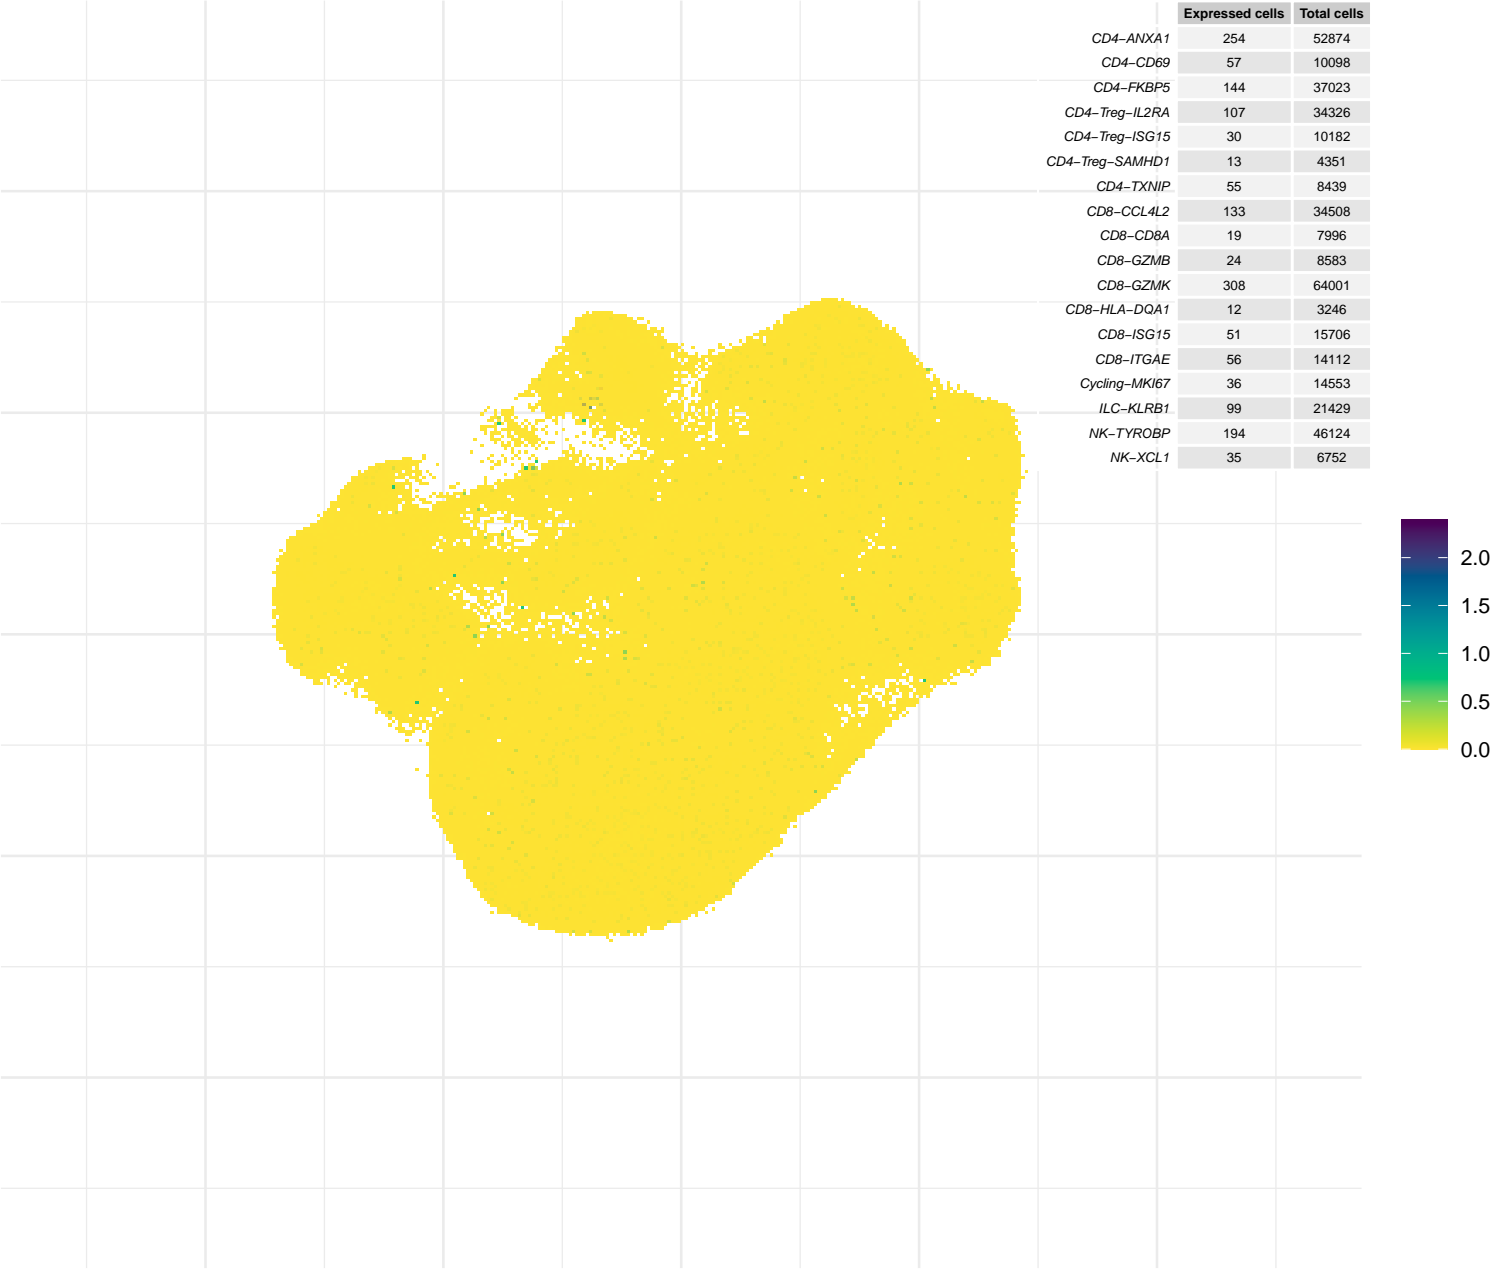 Expressed cells Total cells
CD4−ANXA1 254 52874
CD4−CD69 57 10098
CD4−FKBP5 144 37023
CD4−Treg−IL2RA 107 34326
CD4−Treg−ISG15 30 10182
CD4−Treg−SAMHD1 13 4351
CD4−TXNIP 55 8439
CD8−CCL4L2 133 34508
CD8−CD8A 19 7996
CD8−GZMB 24 8583
CD8−GZMK 308 64001
CD8−HLA−DQA1 12 3246
CD8−ISG15 51 15706
CD8−ITGAE 56 14112
Cycling−MKI67 36 14553
ILC−KLRB1 99 21429
NK−TYROBP 194 46124
NK−XCL1 35 6752
2.0
1.5
1.0
0.5
0.0